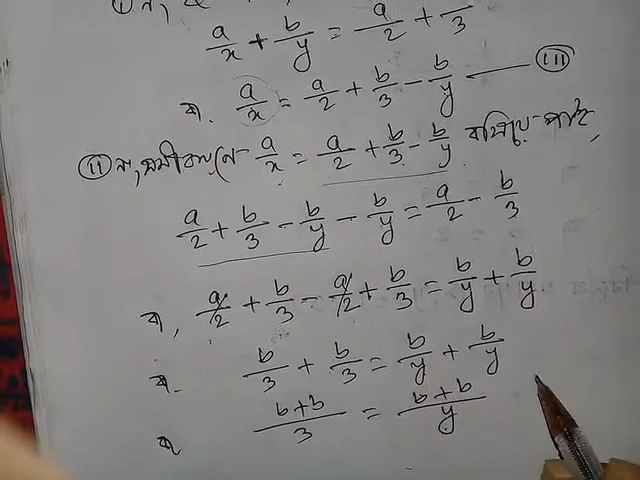 a/x + b/y = a/2 + b/3
বা, a/x = a/2 + b/3 - b/y —— (III)
(II) নং সমীকরণে a/x = a/2 + b/3 - b/y বসিয়ে পাই,
a/2 + b/3 - b/y - b/y = a/2 - b/3
বা, a/2 + b/3 - a/2 + b/3 = b/y + b/y
বা, b/3 + b/3 = b/y + b/y
বা, b+b/3 = b+b/y